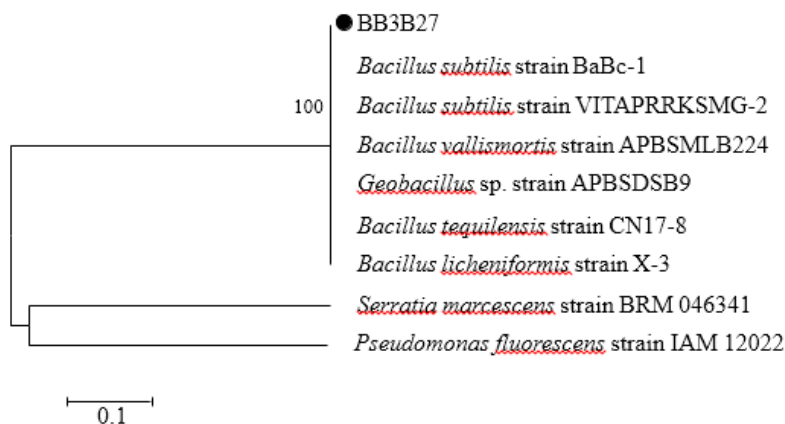 BB3B27
Bacillus subtilis strain BaBc-1
100
Bacillus subtilis strain VITAPRRKSMG-2
Bacillus vallismortis strain APBSMLB224
Geobacillus sp. strain APBSDSB9
Bacillus tequilensis strain CN17-8
Bacillus licheniformis strain X-3
Serratia marcescens strain BRM 046341
Pseudomonas fluorescens strain IAM 12022
0.1